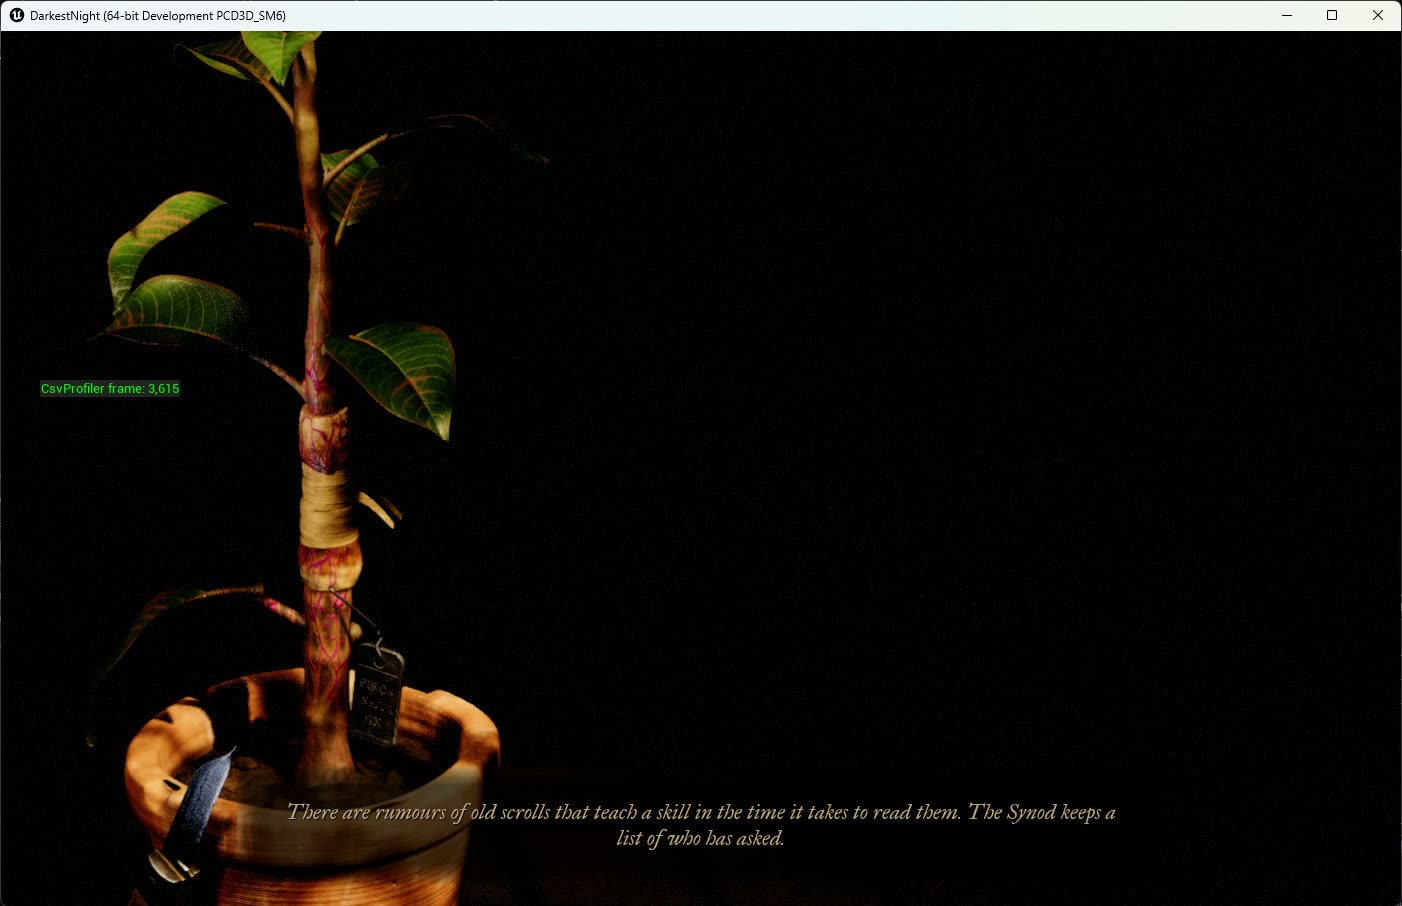 DarkestNight (64-bit Development PCD3D_SM6)
CsvProfiler frame: 3,615
There are rumours of old scrolls that teach a skill in the time it takes to read them. The Synod keeps a
list of who has asked.